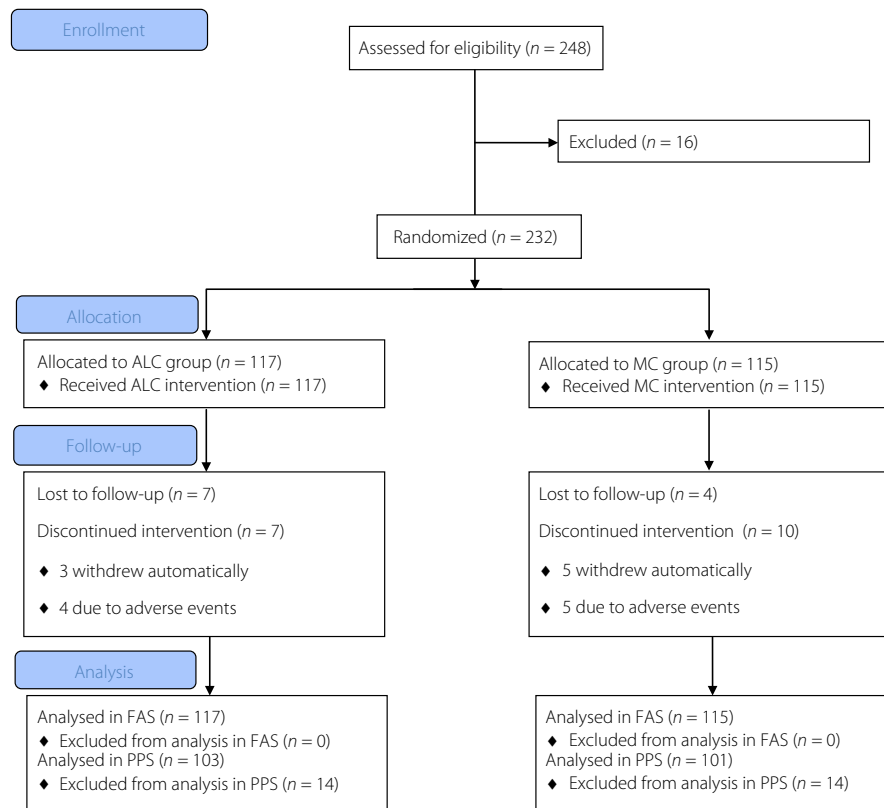 Enrollment
Assessed for eligibility (n = 248)
Excluded (n = 16)
Randomized (n = 232)
Allocation
Allocated to ALC group (n = 117)
♦ Received ALC intervention (n = 117)
Allocated to MC group (n = 115)
♦ Received MC intervention (n = 115)
Follow-up
Lost to follow-up (n = 7)
Discontinued intervention (n = 7)
♦ 3 withdrew automatically
♦ 4 due to adverse events
Lost to follow-up (n = 4)
Discontinued intervention (n = 10)
♦ 5 withdrew automatically
♦ 5 due to adverse events
Analysis
Analysed in FAS (n = 117)
♦ Excluded from analysis in FAS (n = 0)
Analysed in PPS (n = 103)
♦ Excluded from analysis in PPS (n = 14)
Analysed in FAS (n = 115)
♦ Excluded from analysis in FAS (n = 0)
Analysed in PPS (n = 101)
♦ Excluded from analysis in PPS (n = 14)